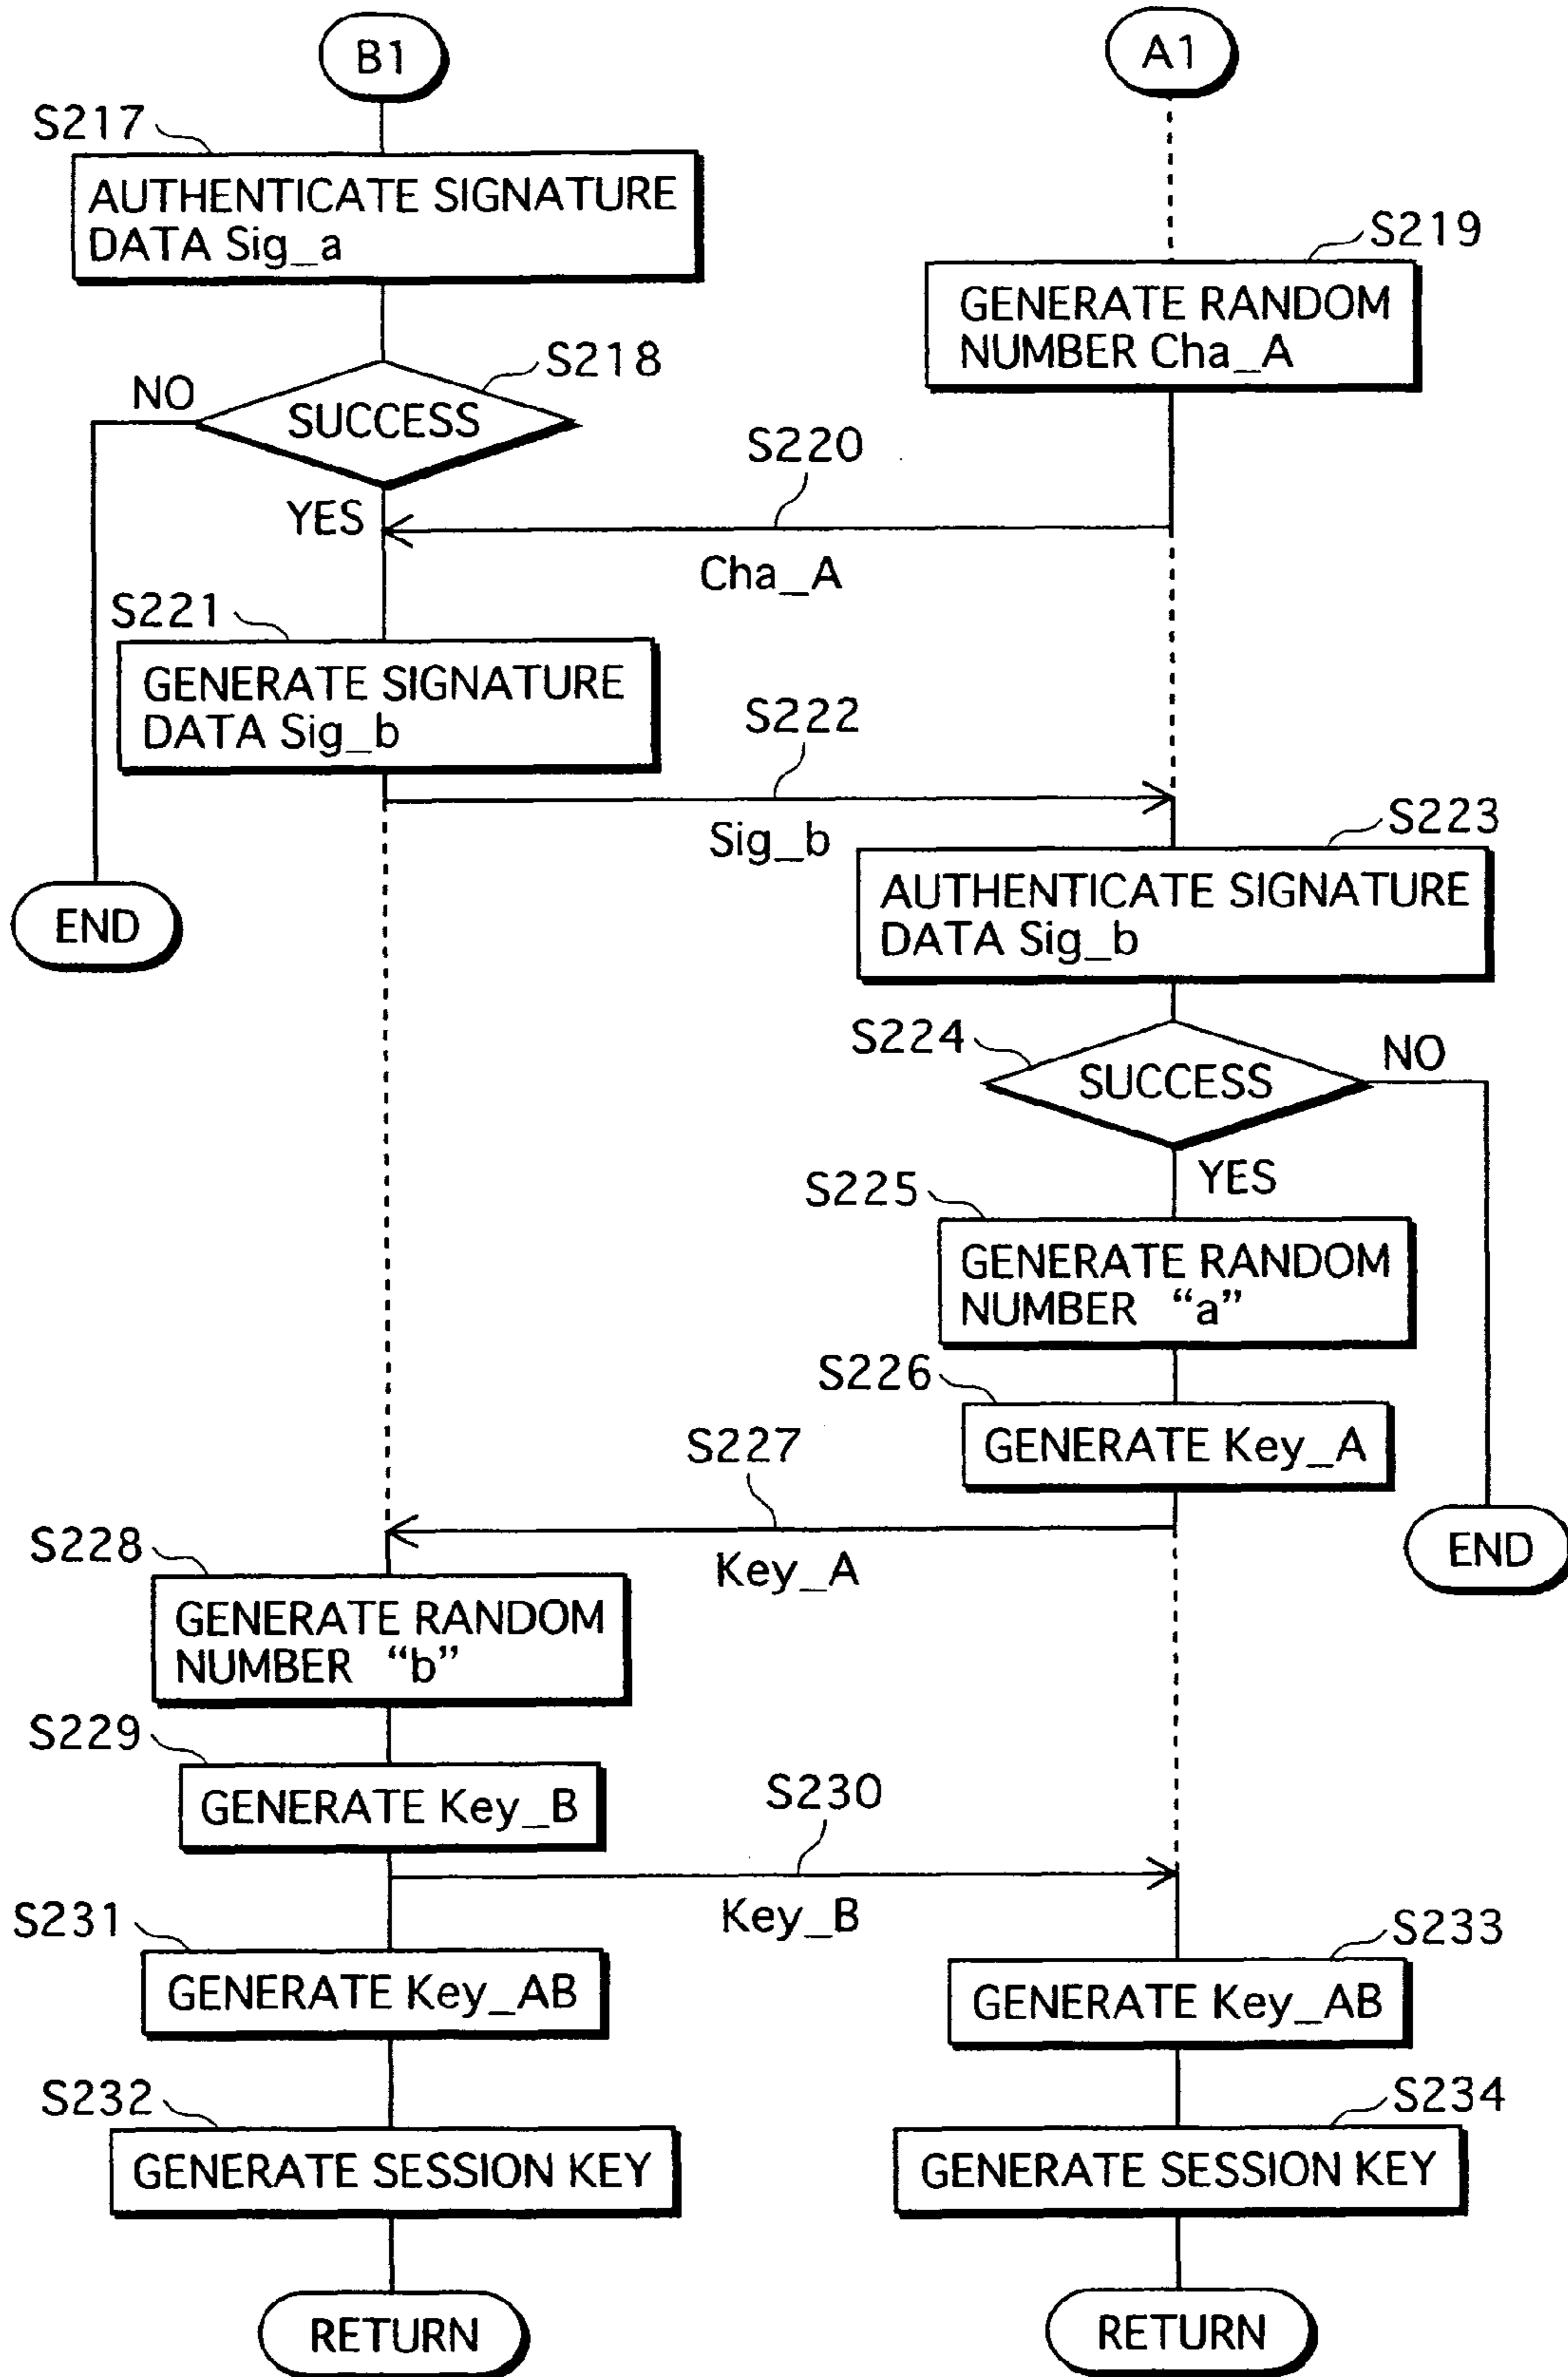 B1
A1
S217
AUTHENTICATE SIGNATURE
DATA Sig_a
S219
GENERATE RANDOM
NUMBER Cha_A
S218
NO
SUCCESS
YES
S220
Cha_A
S221
GENERATE SIGNATURE
DATA Sig_b
S222
Sig_b
END
S223
AUTHENTICATE SIGNATURE
DATA Sig_b
S224
SUCCESS
NO
YES
S225
GENERATE RANDOM
NUMBER “a”
S226
GENERATE Key_A
S227
Key_A
END
S228
GENERATE RANDOM
NUMBER “b”
S229
GENERATE Key_B
S230
Key_B
S231
GENERATE Key_AB
S233
GENERATE Key_AB
S232
GENERATE SESSION KEY
S234
GENERATE SESSION KEY
RETURN
RETURN